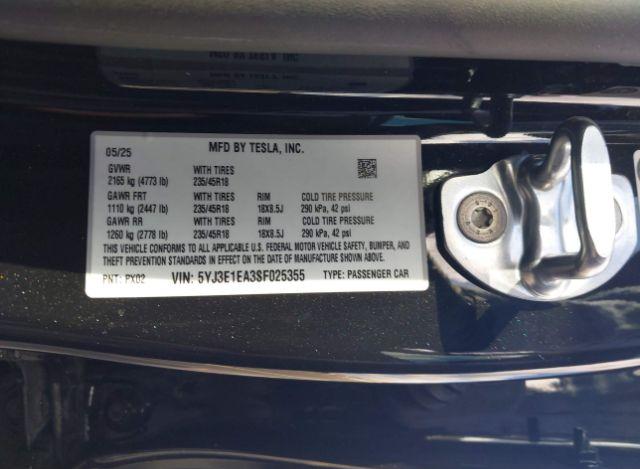 05/25 MFD BY TESLA, INC.
GVWR WITH TIRES
2165 kg (4773 lb) 235/45R18
GAWR FRT WITH TIRES RIM COLD TIRE PRESSURE
1110 kg (2447 lb) 235/45R18 18X8.5J 290 kPa, 42 psi
GAWR RR WITH TIRES RIM COLD TIRE PRESSURE
1260 kg (2778 lb) 235/45R18 18X8.5J 290 kPa, 42 psi
THIS VEHICLE CONFORMS TO ALL APPLICABLE U.S. FEDERAL MOTOR VEHICLE SAFETY, BUMPER, AND
THEFT PREVENTION STANDARDS IN EFFECT ON THE DATE OF MANUFACTURE SHOWN ABOVE.
PNT: PX02 VIN: 5YJ3E1EA3SF025355 TYPE: PASSENGER CAR